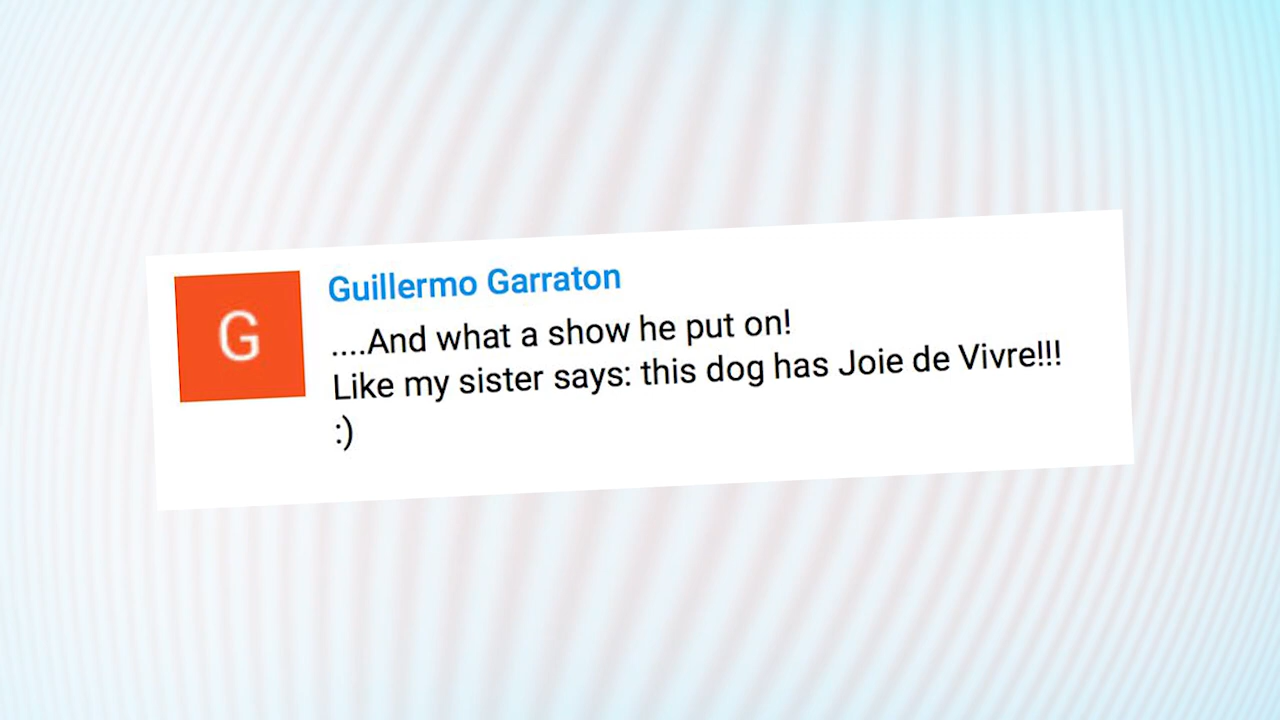 G
Guillermo Garraton
....And what a show he put on!
Like my sister says: this dog has Joie de Vivre!!!
:)